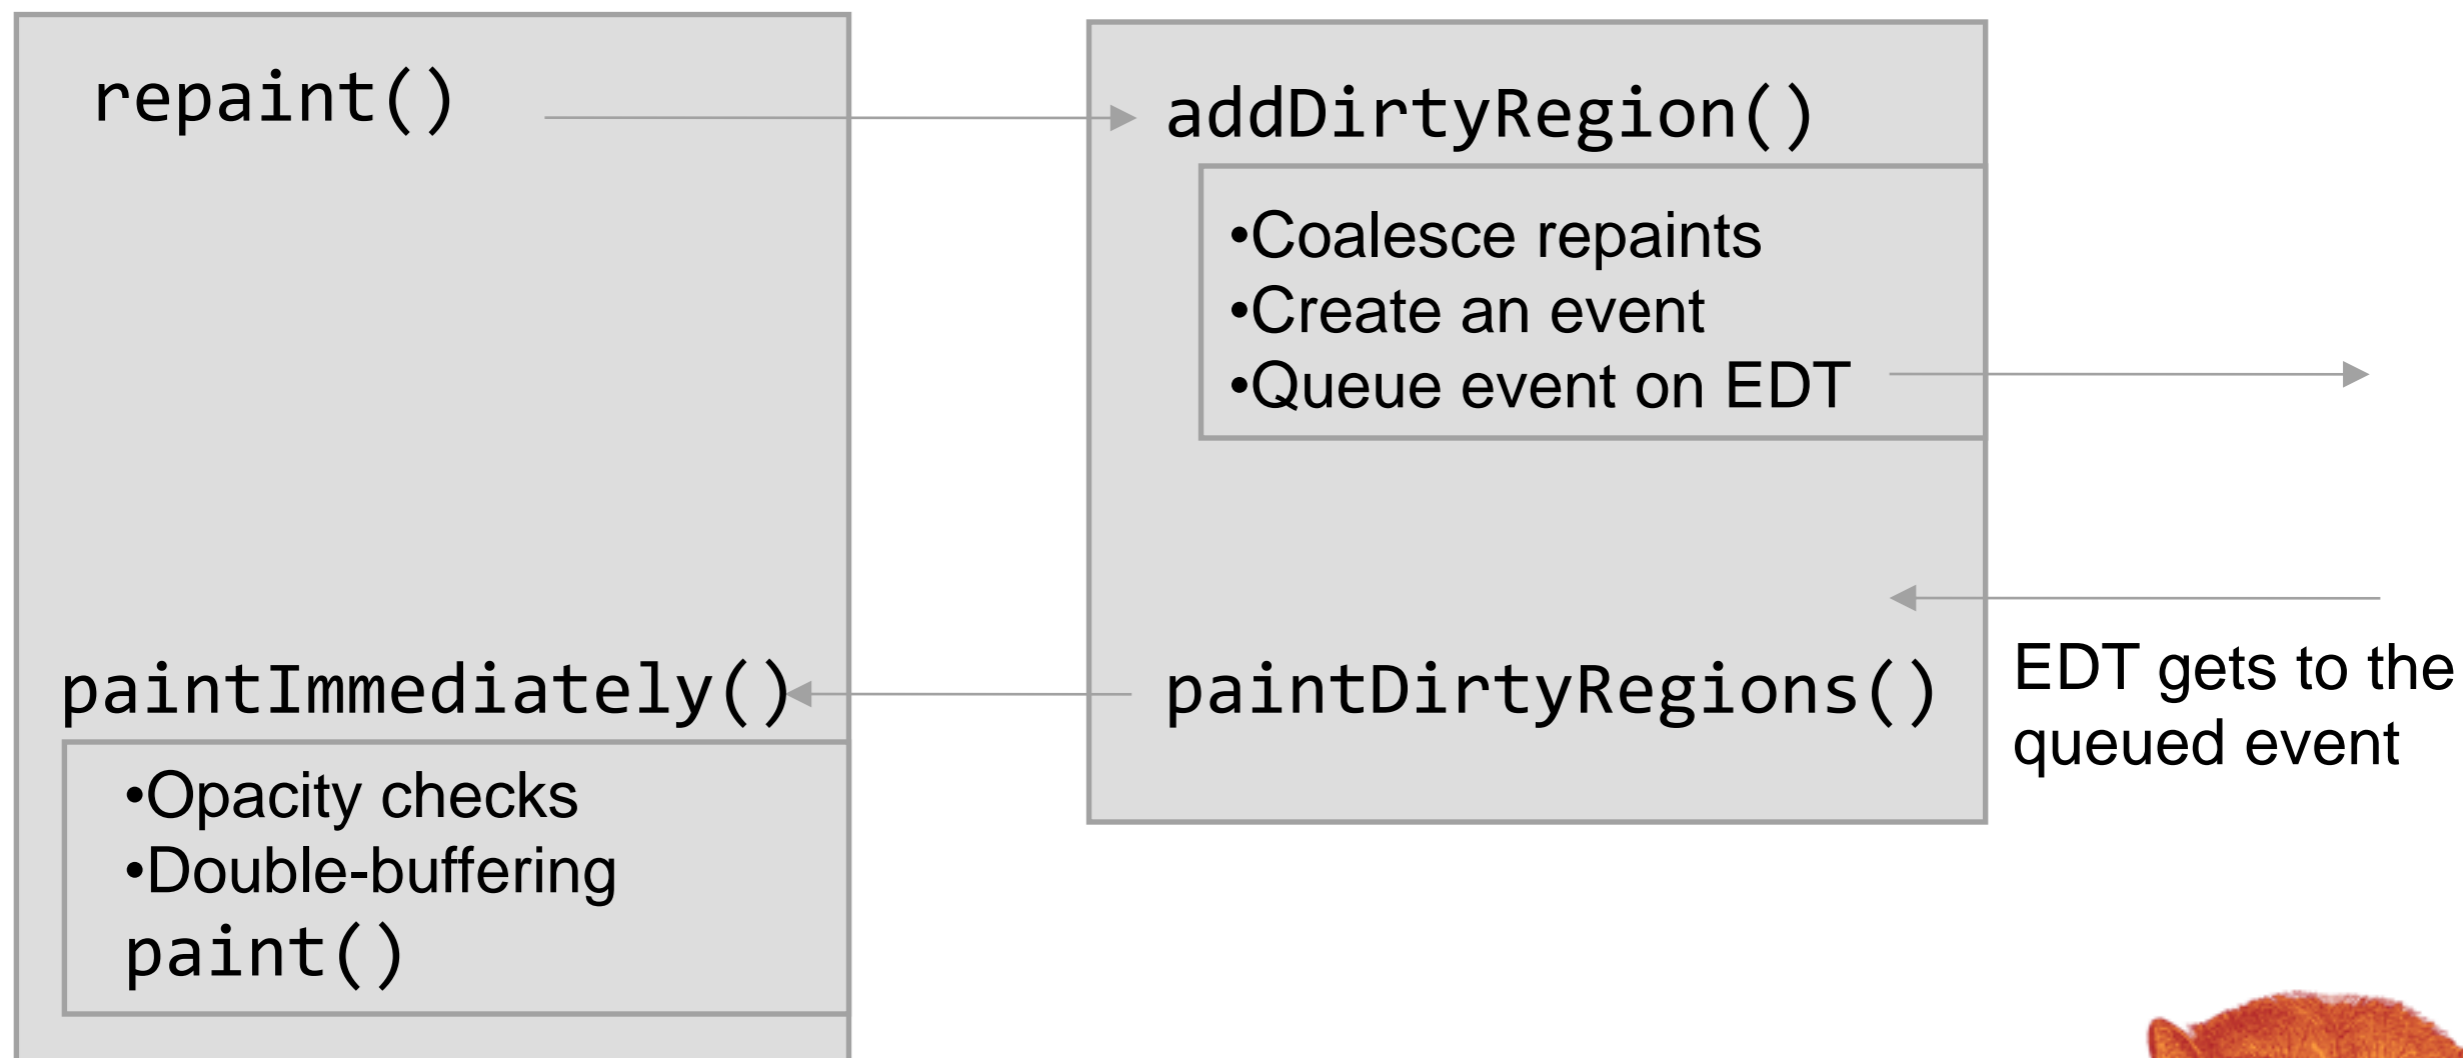 repaint()
addDirtyRegion()
•Coalesce repaints
•Create an event
•Queue event on EDT
paintImmediately()
paintDirtyRegions()
EDT gets to the
queued event
•Opacity checks
•Double-buffering
paint()